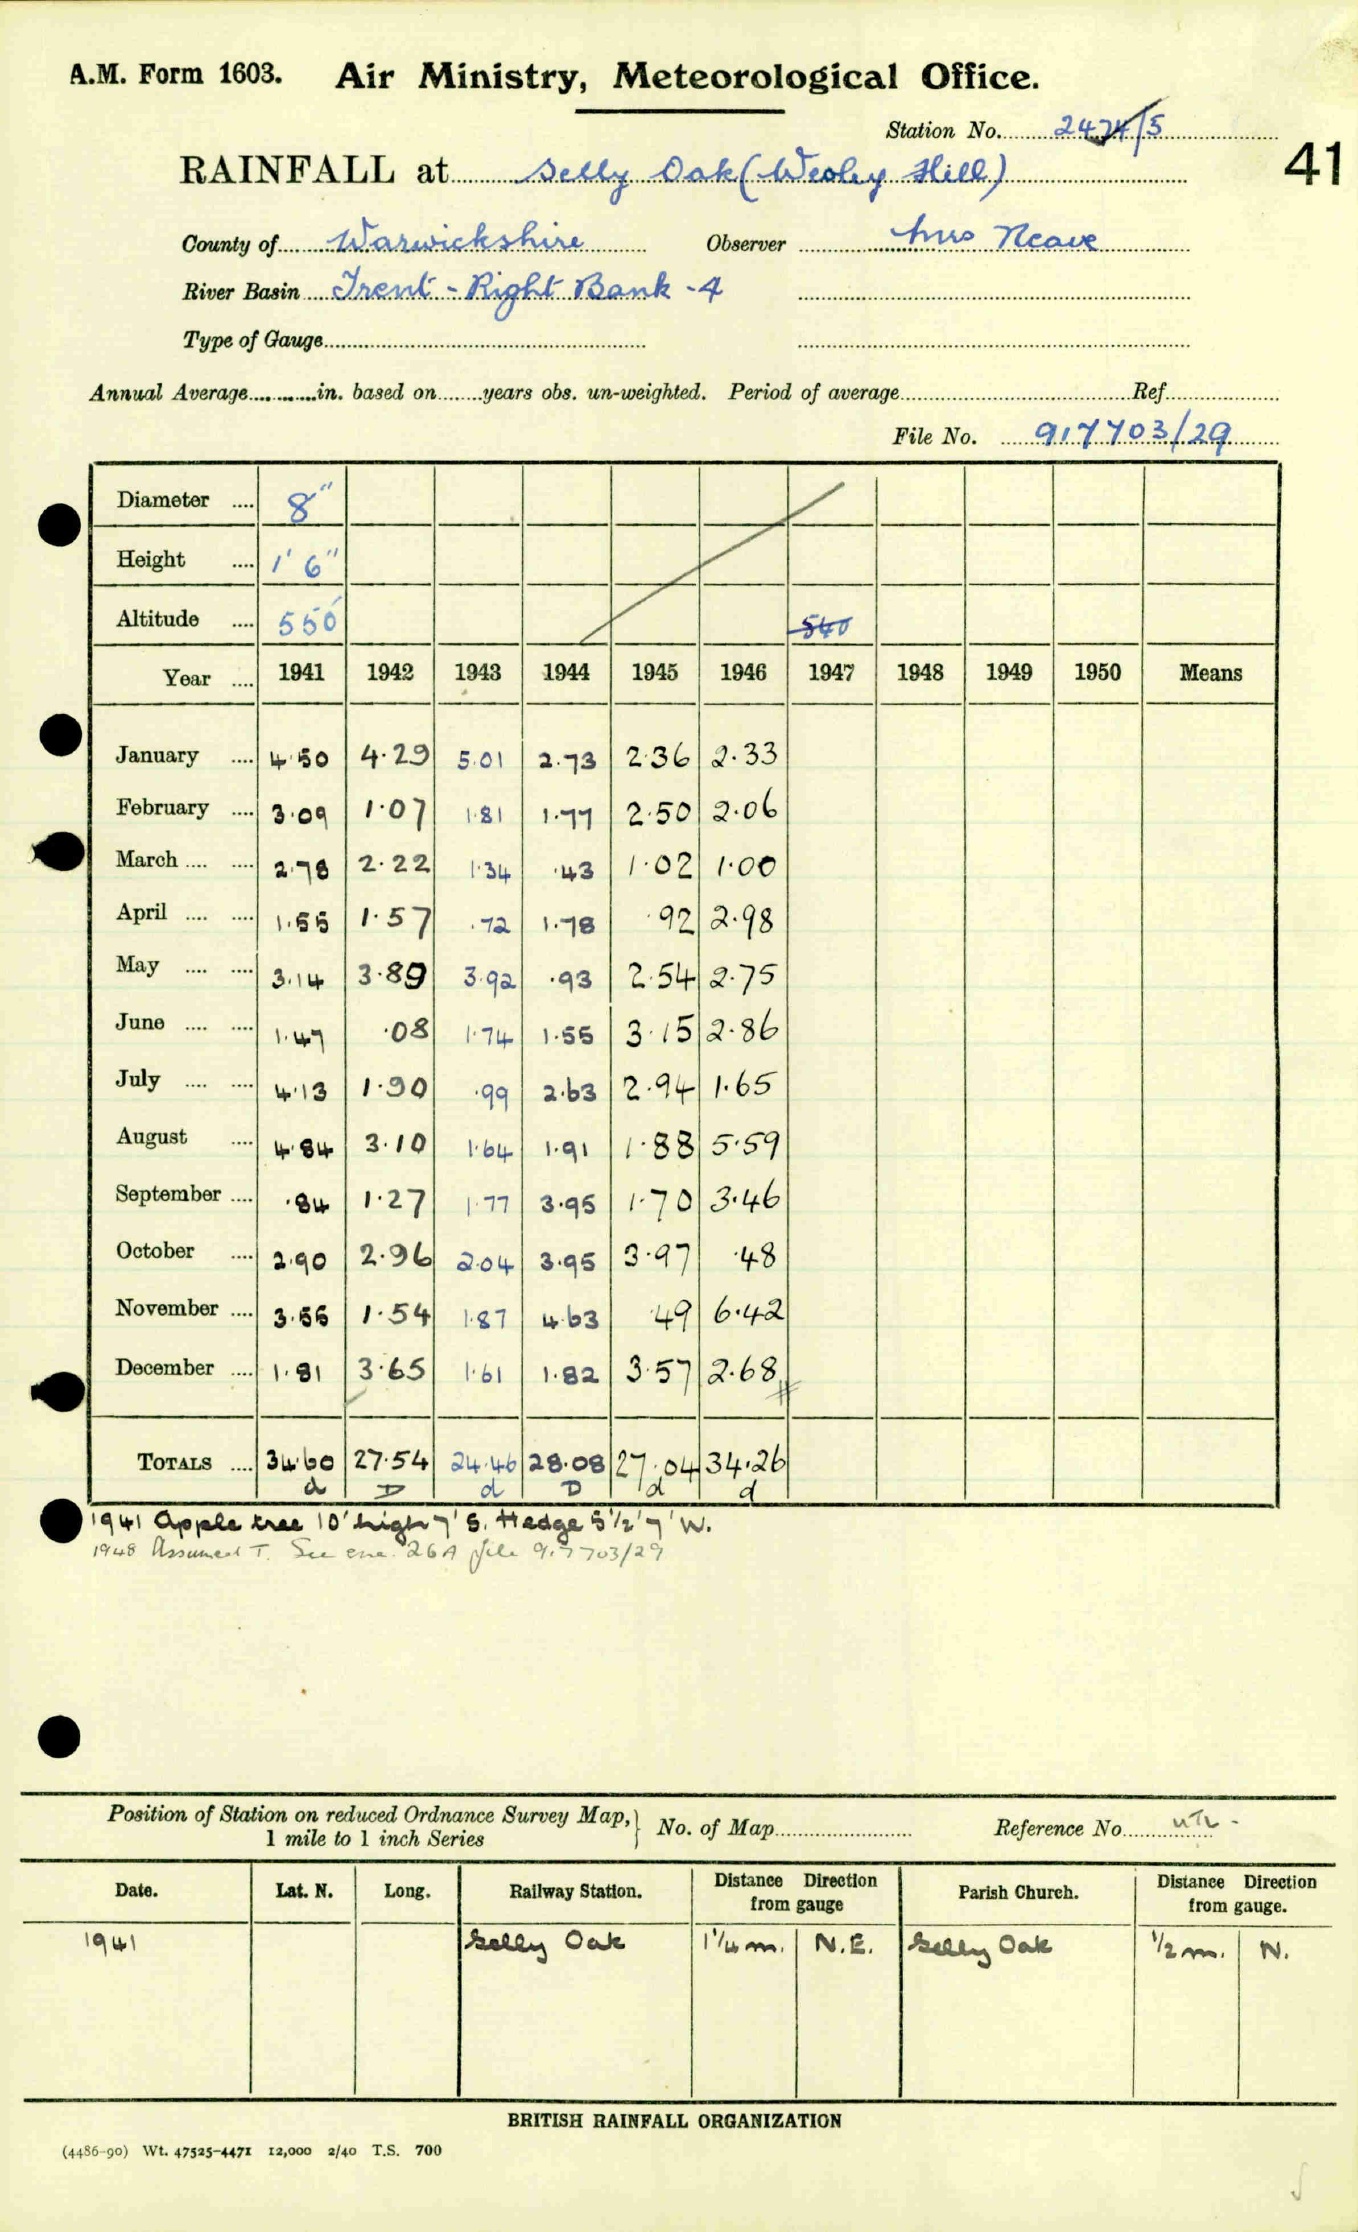 A.M. Form 1603. Air Ministry, Meteorological Office.
Station No. 2474/5
41
RAINFALL at Selly Oak (Weoley Hill)
County of Warwickshire Observer Mrs Neave
River Basin Trent - Right Bank - 4
Type of Gauge
Annual Average in. based on years obs. un-weighted. Period of average Ref
File No. 917703/29
Diameter 8"
Height 1' 6"
Altitude 550' 540
Year 1941 1942 1943 1944 1945 1946 1947 1948 1949 1950 Means
January 4.50 4.29 5.01 2.73 2.36 2.33
February 3.09 1.07 1.81 1.77 2.50 2.06
March 2.78 2.22 1.34 .43 1.02 1.00
April 1.55 1.57 .72 1.78 .92 2.98
May 3.14 3.89 3.92 .93 2.54 2.75
June 1.47 .08 1.74 1.55 3.15 2.86
July 4.13 1.90 .99 2.63 2.94 1.65
August 4.84 3.10 1.64 1.91 1.88 5.59
September .84 1.27 1.77 3.95 1.70 3.46
October 2.90 2.96 2.04 3.95 3.97 .48
November 3.55 1.54 1.87 4.63 .49 6.42
December 1.81 3.65 1.61 1.82 3.57 2.68
TOTALS 34.60 27.54 24.46 28.08 27.04 34.26
d D d D d d
1941 Apple tree 10' high 7' S. Hedge 5½' 7' W.
1948 Assumed T. See enc. 26A file 917703/29
Position of Station on reduced Ordnance Survey Map, 1 mile to 1 inch Series } No. of Map Reference No.
Date. Lat. N. Long. Railway Station. Distance Direction from gauge Parish Church. Distance Direction from gauge.
1941 Selly Oak 1¼ m. N.E. Selly Oak ½ m. N.
BRITISH RAINFALL ORGANIZATION
(4486-90) Wt. 47525-4471 12,000 2/40 T.S. 700